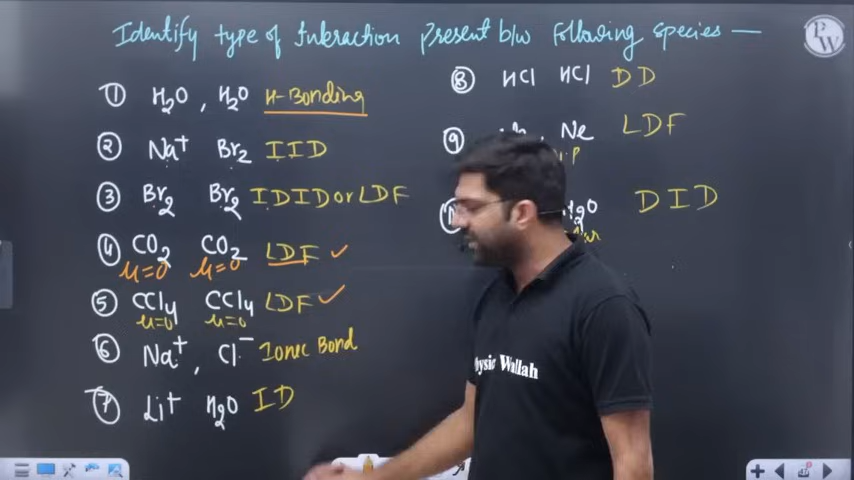 Identify type of Interaction Present b/w following species —
① H₂O , H₂O H-Bonding
② Na⁺ Br₂ IID
③ Br₂ Br₂ IDID or LDF
④ CO₂ CO₂ LDF ✓
μ=0 μ=0
⑤ CCl₄ CCl₄ LDF ✓
μ=0 μ=0
⑥ Na⁺ , Cl⁻ Ionic Bond
⑦ Li⁺ H₂O ID
⑧ HCl HCl DD
⑨ , Ne LDF
H₂O DID
PW
Wallah